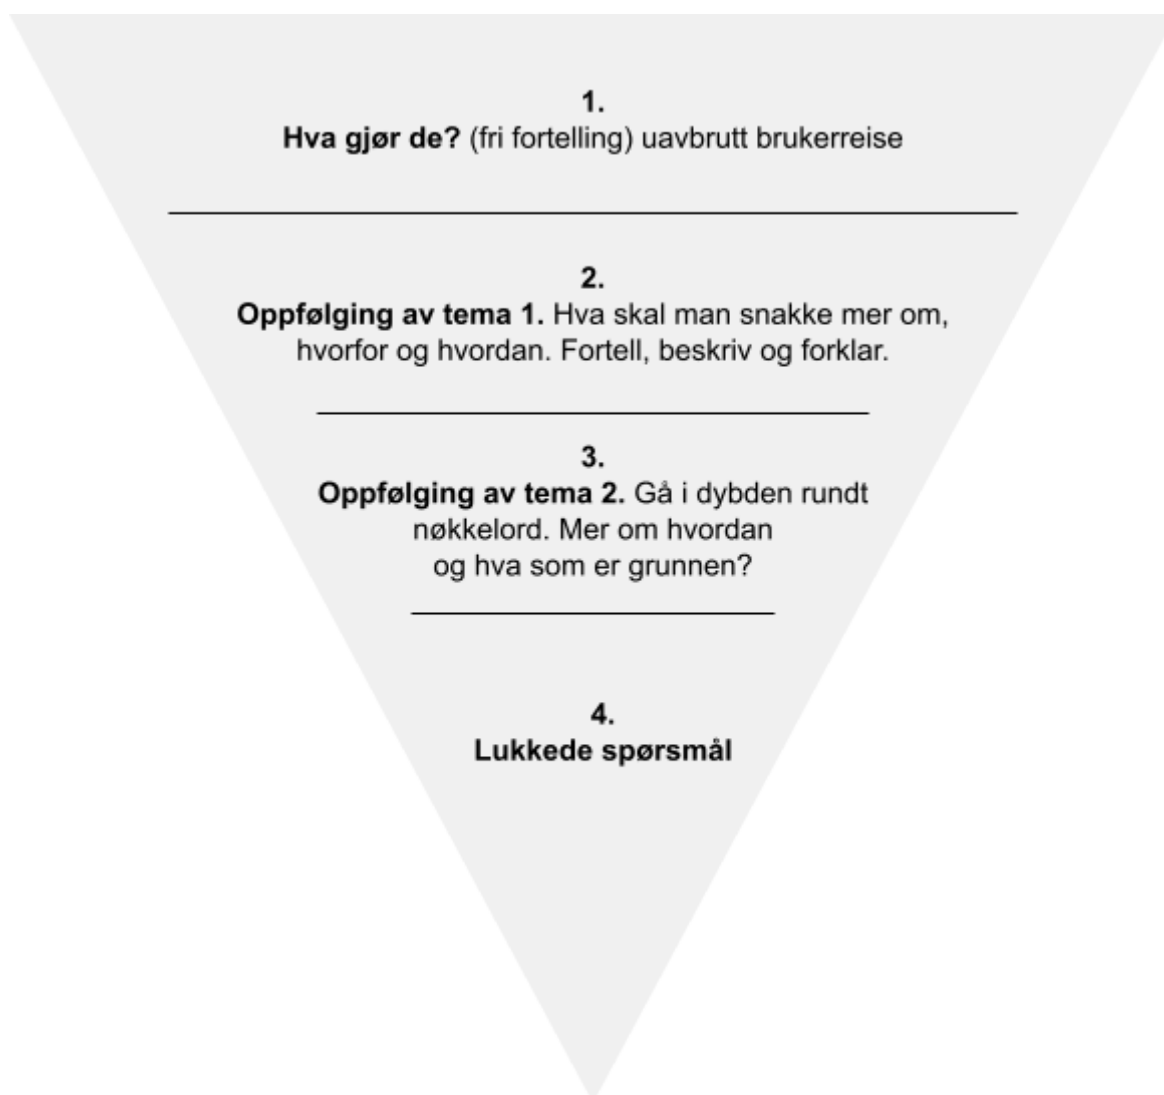 1.
Hva gjør de? (fri fortelling) uavbrutt brukerreise
2.
Oppfølging av tema 1. Hva skal man snakke mer om,
hvorfor og hvordan. Fortell, beskriv og forklar.
3.
Oppfølging av tema 2. Gå i dybden rundt
nøkkelord. Mer om hvordan
og hva som er grunnen?
4.
Lukkede spørsmål